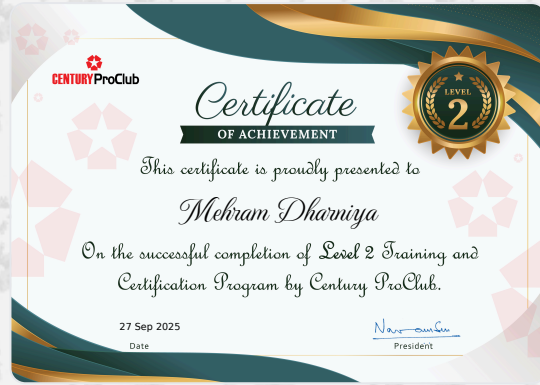 CENTURY ProClub
Certificate
OF ACHIEVEMENT
LEVEL
2
This certificate is proudly presented to
Mehram Dharniya
On the successful completion of Level 2 Training and
Certification Program by Century ProClub.
27 Sep 2025
Date
President